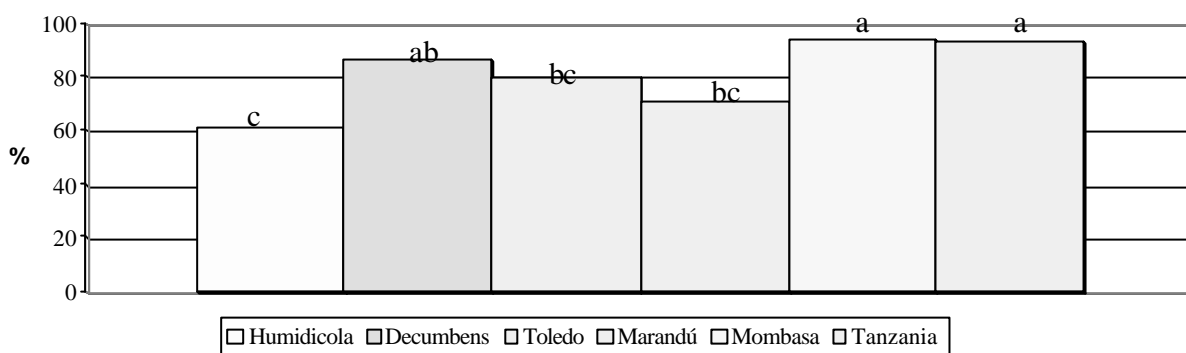 100
a a
ab
80
bc
bc
c
60
%
40
20
0
Humidicola Decumbens Toledo Marandú Mombasa Tanzania